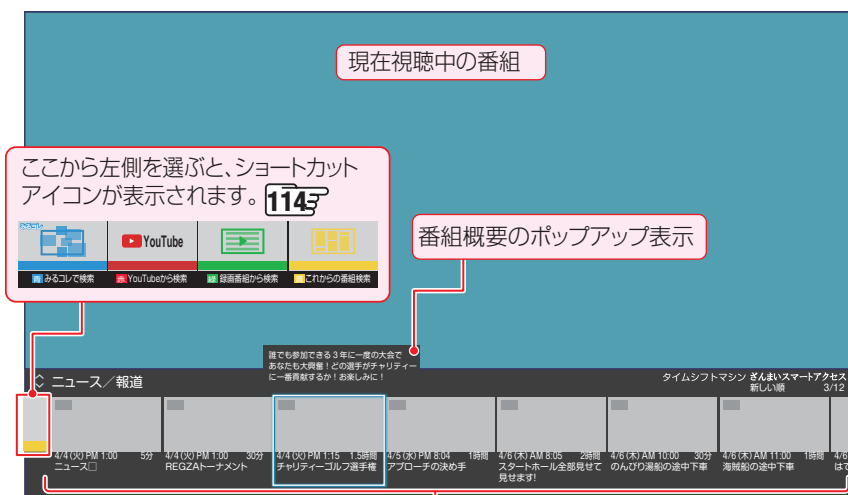 現在視聴中の番組
ここから左側を選ぶと、ショートカット
アイコンが表示されます。114
みるコレ
YouTube
青 みるコレで検索
赤 YouTubeから検索
緑 録画番組から検索
黄 これからの番組検索
番組概要のポップアップ表示
誰でも参加できる3年に一度の大会で
あなたも大興奮!どの選手がチャリティー
に一番貢献するか!お楽しみに!
ニュース/報道
タイムシフトマシン ざんまいスマートアクセス
新しい順 3/12
4/4(火) PM 1:00 5分
ニュース□
4/4(火) PM 1:00 30分
REGZAトーナメント
4/4(火) PM 1:15 1.5時間
チャリティーゴルフ選手権
4/5(水) PM 8:04 1時間
アプローチの決め手
4/6(木) AM 8:05 2時間
スタートホール全部見せて
見せます!
4/6(木) AM 10:00 30分
のんびり湯船の途中下車
4/6(木) AM 11:00 1時間
海賊船の途中下車
4/6
はて